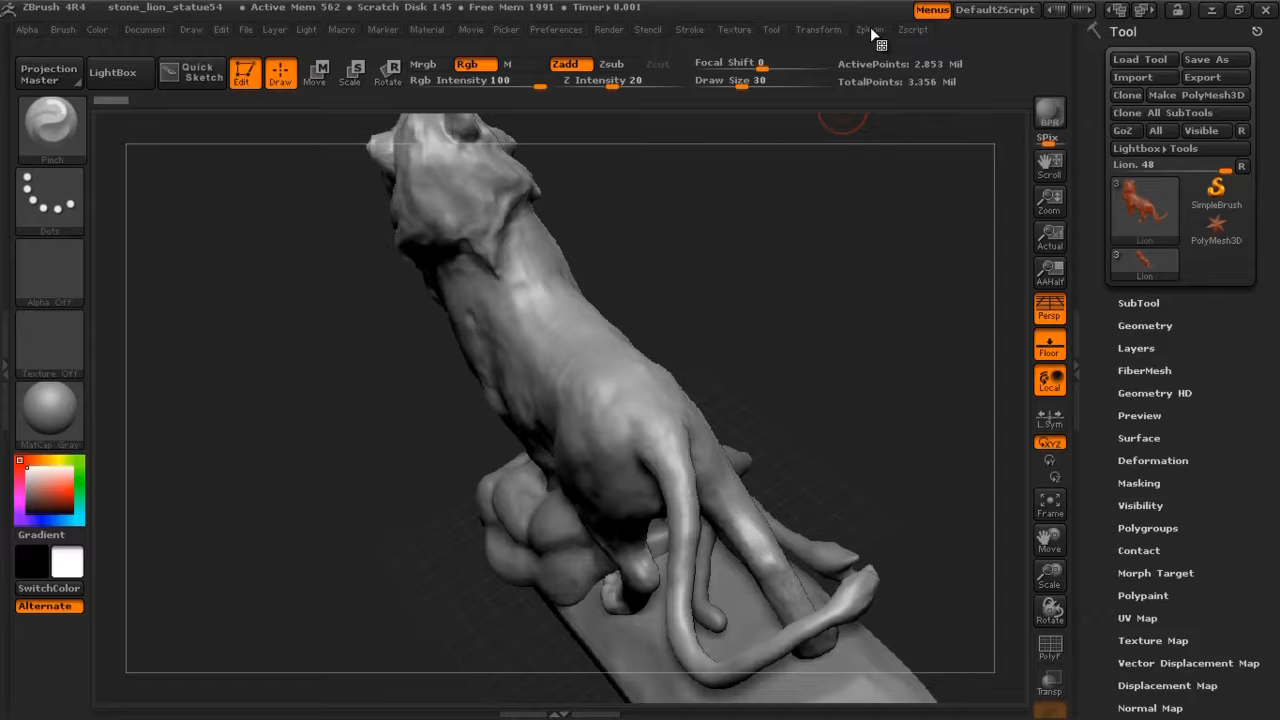 ZBrush 4R4 stone_lion_statue54 • Active Mem 562 • Scratch Disk 145 • Free Mem 1991 • Timer▸0.001 Menus DefaultZScript
Alpha Brush Color Document Draw Edit File Layer Light Macro Marker Material Movie Picker Preferences Render Stencil Stroke Texture Tool Transform Zscript
Projection Master
LightBox
Quick Sketch
Edit
Draw
Move
Scale
Rotate
Mrgb Rgb M
Rgb Intensity 100
Zadd Zsub Zcut
Z Intensity 20
Focal Shift 0
Draw Size 30
ActivePoints: 2.853 Mil
TotalPoints: 3.356 Mil
Pinch
Dots
Alpha Off
Texture Off
MatCap Gray
Gradient
SwitchColor
Alternate
BPR
SPix
Scroll
Zoom
Actual
AAHalf
Persp
Floor
Local
L.Sym
XYZ
Y
Z
Frame
Move
Scale
Rotate
PolyF
Transp
Tool
Load Tool Save As
Import Export
Clone Make PolyMesh3D
Clone All SubTools
GoZ All Visible R
Lightbox▸Tools
Lion. 48 R
3
Lion
SimpleBrush
PolyMesh3D
3
Lion
SubTool
Geometry
Layers
FiberMesh
Geometry HD
Preview
Surface
Deformation
Masking
Visibility
Polygroups
Contact
Morph Target
Polypaint
UV Map
Texture Map
Vector Displacement Map
Displacement Map
Normal Map